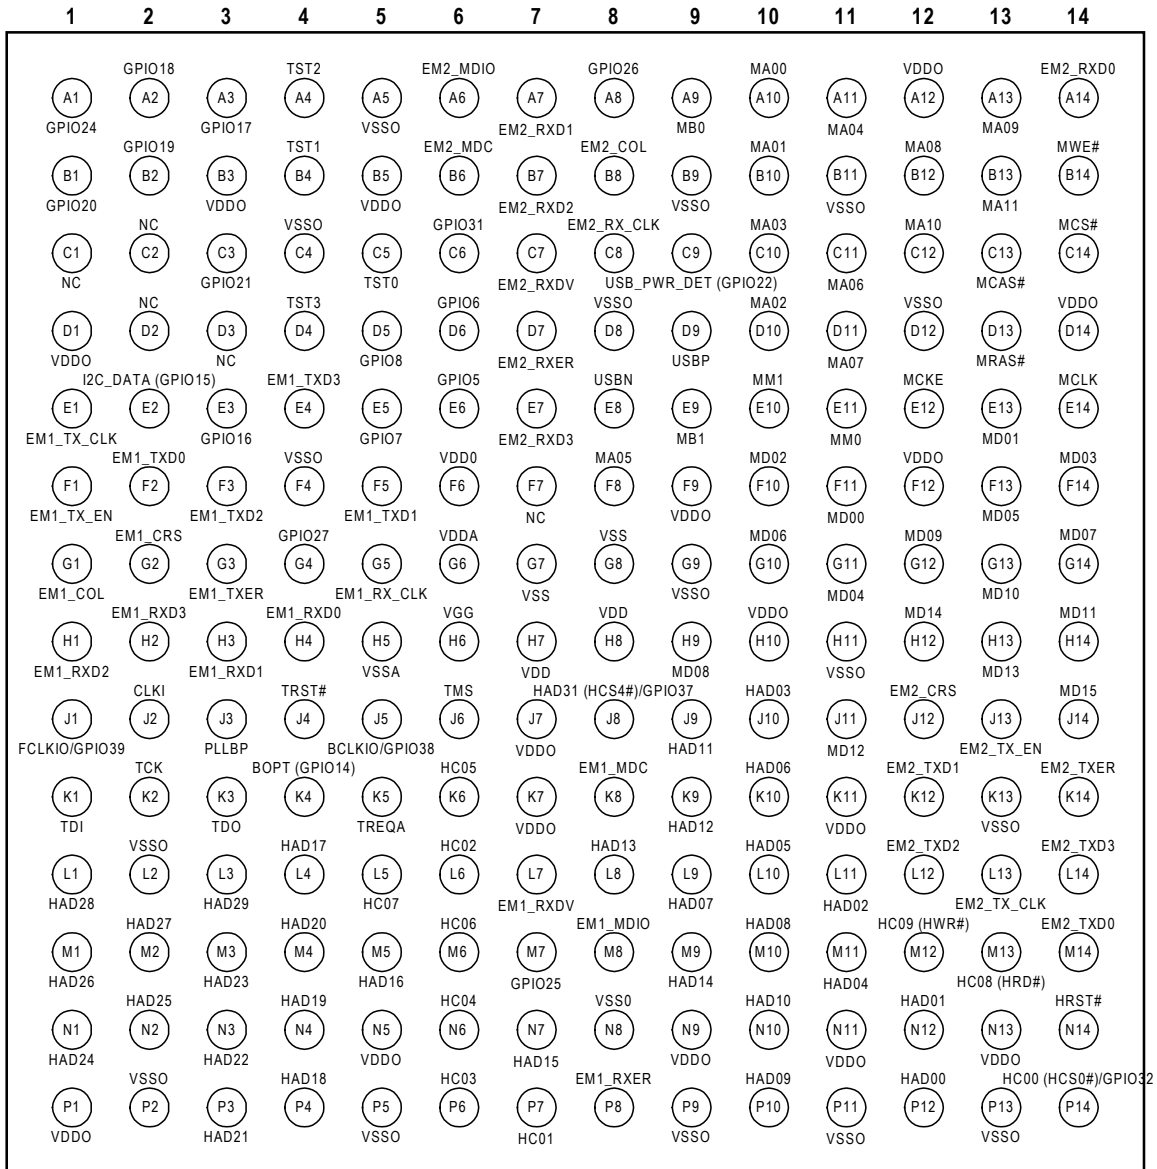 1 2 3 4 5 6 7 8 9 10 11 12 13 14
GPIO18 TST2 EM2_MDIO GPIO26 MA00 VDDO EM2_RXD0
A1 A2 A3 A4 A5 A6 A7 A8 A9 A10 A11 A12 A13 A14
GPIO24 GPIO17 VSSO EM2_RXD1 MB0 MA04 MA09
GPIO19 TST1 EM2_MDC EM2_COL MA01 MA08 MWE#
B1 B2 B3 B4 B5 B6 B7 B8 B9 B10 B11 B12 B13 B14
GPIO20 VDDO VDDO EM2_RXD2 VSSO VSSO MA11
NC VSSO GPIO31 EM2_RX_CLK MA03 MA10 MCS#
C1 C2 C3 C4 C5 C6 C7 C8 C9 C10 C11 C12 C13 C14
NC GPIO21 TST0 EM2_RXDV USB_PWR_DET (GPIO22) MA06 MCAS#
NC TST3 GPIO6 VSSO MA02 VSSO VDDO
D1 D2 D3 D4 D5 D6 D7 D8 D9 D10 D11 D12 D13 D14
VDDO NC GPIO8 EM2_RXER USBP MA07 MRAS#
I2C_DATA (GPIO15) EM1_TXD3 GPIO5 USBN MM1 MCKE MCLK
E1 E2 E3 E4 E5 E6 E7 E8 E9 E10 E11 E12 E13 E14
EM1_TX_CLK GPIO16 GPIO7 EM2_RXD3 MB1 MM0 MD01
EM1_TXD0 VSSO VDD0 MA05 MD02 VDDO MD03
F1 F2 F3 F4 F5 F6 F7 F8 F9 F10 F11 F12 F13 F14
EM1_TX_EN EM1_TXD2 EM1_TXD1 NC VDDO MD00 MD05
EM1_CRS GPIO27 VDDA VSS MD06 MD09 MD07
G1 G2 G3 G4 G5 G6 G7 G8 G9 G10 G11 G12 G13 G14
EM1_COL EM1_TXER EM1_RX_CLK VSS VSSO MD04 MD10
EM1_RXD3 EM1_RXD0 VGG VDD VDDO MD14 MD11
H1 H2 H3 H4 H5 H6 H7 H8 H9 H10 H11 H12 H13 H14
EM1_RXD2 EM1_RXD1 VSSA VDD MD08 VSSO MD13
CLKI TRST# TMS HAD31 (HCS4#)/GPIO37 HAD03 EM2_CRS MD15
J1 J2 J3 J4 J5 J6 J7 J8 J9 J10 J11 J12 J13 J14
FCLKIO/GPIO39 PLLBP BCLKIO/GPIO38 VDDO HAD11 MD12 EM2_TX_EN
TCK BOPT (GPIO14) HC05 EM1_MDC HAD06 EM2_TXD1 EM2_TXER
K1 K2 K3 K4 K5 K6 K7 K8 K9 K10 K11 K12 K13 K14
TDI TDO TREQA VDDO HAD12 VDDO VSSO
VSSO HAD17 HC02 HAD13 HAD05 EM2_TXD2 EM2_TXD3
L1 L2 L3 L4 L5 L6 L7 L8 L9 L10 L11 L12 L13 L14
HAD28 HAD29 HC07 EM1_RXDV HAD07 HAD02 EM2_TX_CLK
HAD27 HAD20 HC06 EM1_MDIO HAD08 HC09 (HWR#) EM2_TXD0
M1 M2 M3 M4 M5 M6 M7 M8 M9 M10 M11 M12 M13 M14
HAD26 HAD23 HAD16 GPIO25 HAD14 HAD04 HC08 (HRD#)
HAD25 HAD19 HC04 VSS0 HAD10 HAD01 HRST#
N1 N2 N3 N4 N5 N6 N7 N8 N9 N10 N11 N12 N13 N14
HAD24 HAD22 VDDO HAD15 VDDO VDDO VDDO
VSSO HAD18 HC03 EM1_RXER HAD09 HAD00 HC00 (HCS0#)/GPIO32
P1 P2 P3 P4 P5 P6 P7 P8 P9 P10 P11 P12 P13 P14
VDDO HAD21 VSSO HC01 VSSO VSSO VSSO